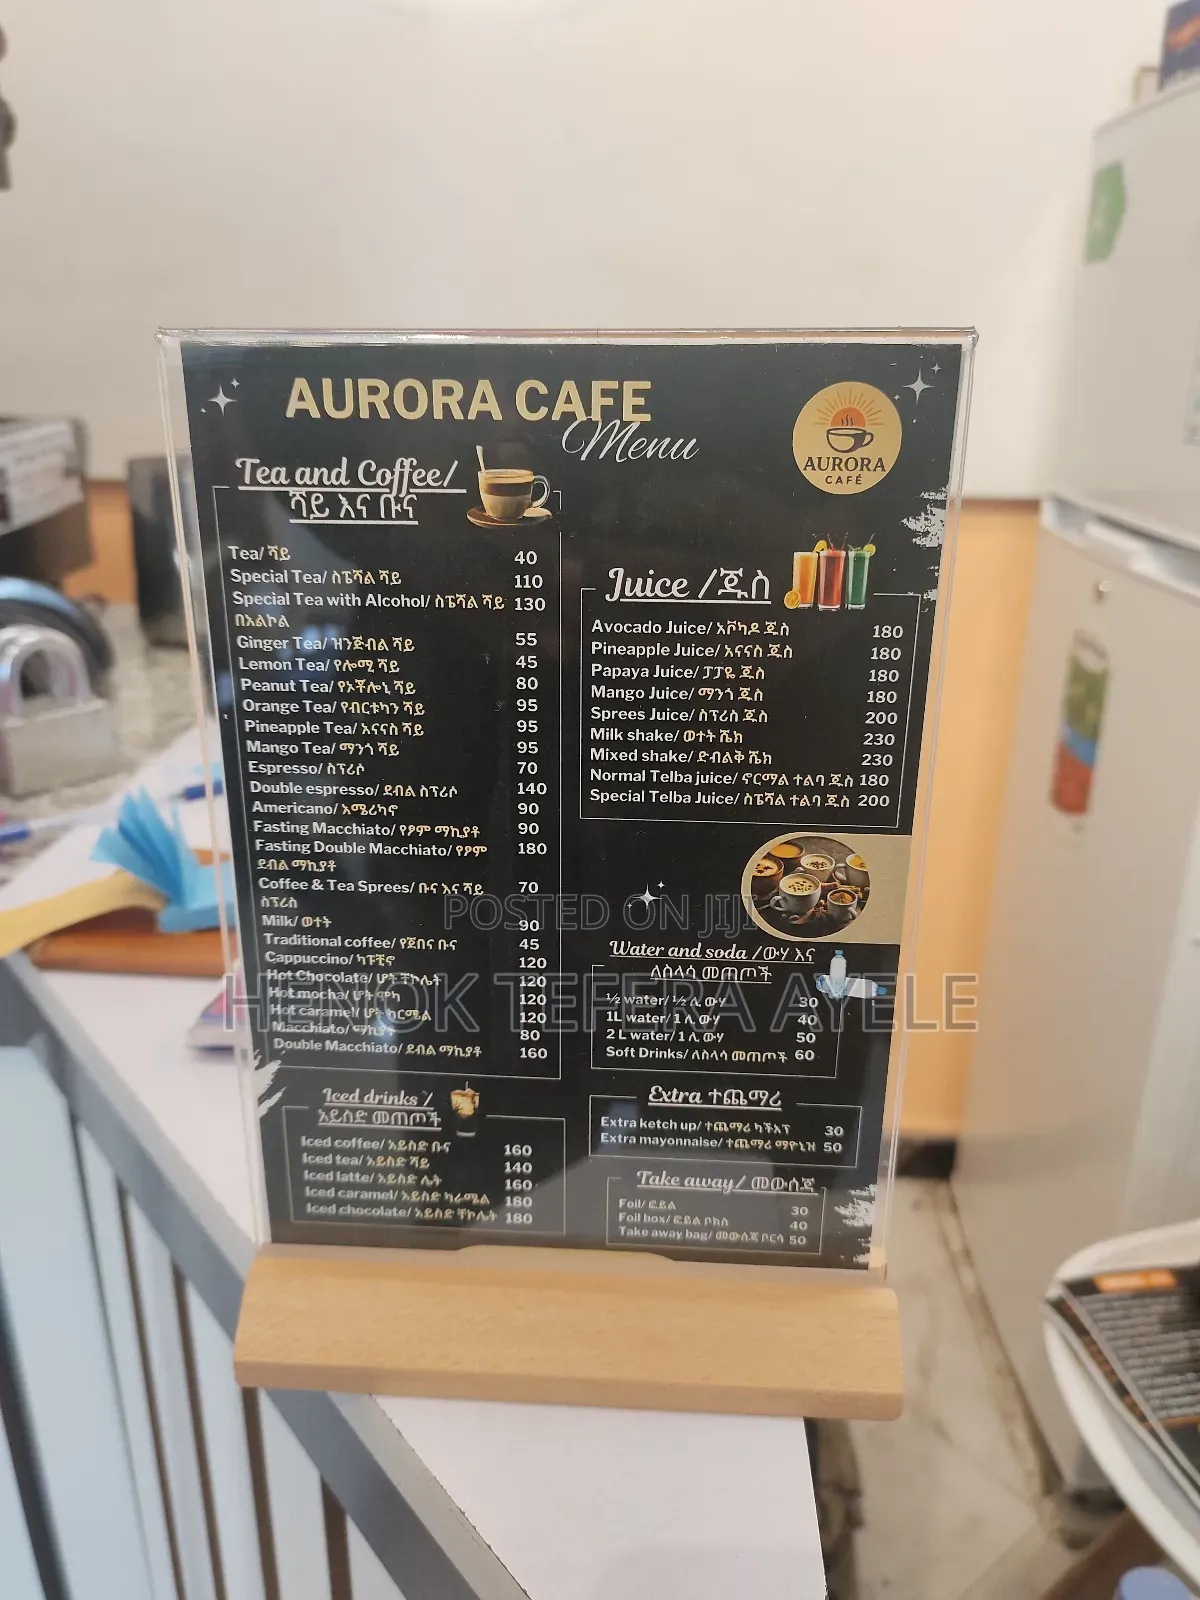 AURORA CAFE
Menu
AURORA
CAFÉ
Tea and Coffee/
ሻይ እና ቡና
Tea/ ሻይ 40
Special Tea/ ስፔሻል ሻይ 110
Special Tea with Alcohol/ ስፔሻል ሻይ 130
በአልኮል
Ginger Tea/ ዝንጅብል ሻይ 55
Lemon Tea/ የሎሚ ሻይ 45
Peanut Tea/ የኦቾሎኒ ሻይ 80
Orange Tea/ የብርቱካን ሻይ 95
Pineapple Tea/ አናናስ ሻይ 95
Mango Tea/ ማንጎ ሻይ 95
Espresso/ ስፕሪሶ 70
Double espresso/ ደብል ስፕሪሶ 140
Americano/ አሜሪካኖ 90
Fasting Macchiato/ የፆም ማኪያቶ 90
Fasting Double Macchiato/ የፆም 180
ደብል ማኪያቶ
Coffee & Tea Sprees/ ቡና እና ሻይ 70
ስፕሪስ
Milk/ ወተት 90
Traditional coffee/ የጀበና ቡና 45
Cappuccino/ ካፑቺኖ 120
Hot Chocolate/ ሆት ቸኮሌት 120
Hot mocha/ ሆት ሞካ 120
Hot caramel/ ሆት ካርሜል 120
Macchiato/ ማኪያቶ 80
Double Macchiato/ ደብል ማኪያቶ 160
Iced drinks /
አይስድ መጠጦች
Iced coffee/ አይስድ ቡና 160
Iced tea/ አይስድ ሻይ 140
Iced latte/ አይስድ ሌት 160
Iced caramel/ አይስድ ካራሜል 180
Iced chocolate/ አይስድ ቸኮሌት 180
Juice /ጁስ
Avocado Juice/ አቮካዶ ጁስ 180
Pineapple Juice/ አናናስ ጁስ 180
Papaya Juice/ ፓፓዬ ጁስ 180
Mango Juice/ ማንጎ ጁስ 180
Sprees Juice/ ስፕሪስ ጁስ 200
Milk shake/ ወተት ሼክ 230
Mixed shake/ ድብልቅ ሼክ 230
Normal Telba juice/ ኖርማል ተልባ ጁስ 180
Special Telba Juice/ ስፔሻል ተልባ ጁስ 200
Water and soda /ውሃ እና
ለስላሳ መጠጦች
½ water/ ½ ሊ ውሃ 30
1L water/ 1 ሊ ውሃ 40
2 L water/ 1 ሊ ውሃ 50
Soft Drinks/ ለስላሳ መጠጦች 60
Extra ተጨማሪ
Extra ketch up/ ተጨማሪ ካችአፕ 30
Extra mayonnaise/ ተጨማሪ ማዮኒዝ 50
Take away/ መውሰጃ
Foil/ ፎይል 30
Foil box/ ፎይል ቦክስ 40
Take away bag/ መውሰጃ ቦርሳ 50
POSTED ON JIJI
HENOK TEFERA AYELE